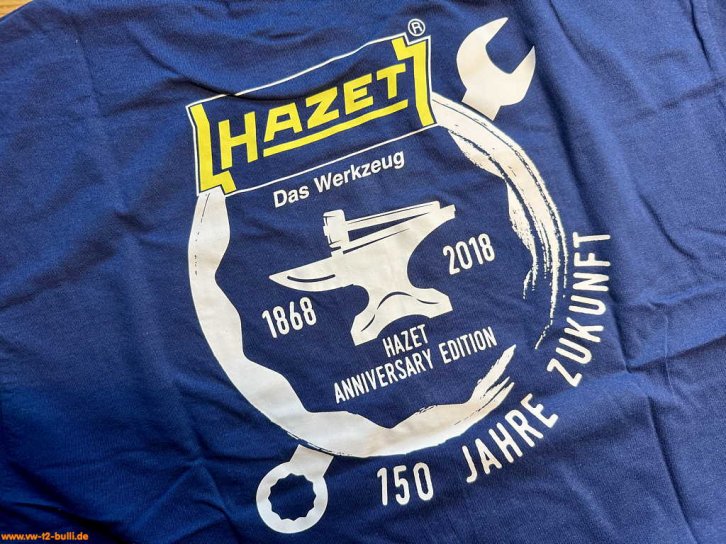 HAZET®
Das Werkzeug
1868
2018
HAZET
ANNIVERSARY EDITION
150 JAHRE ZUKUNFT
www.vw-t2-bulli.de